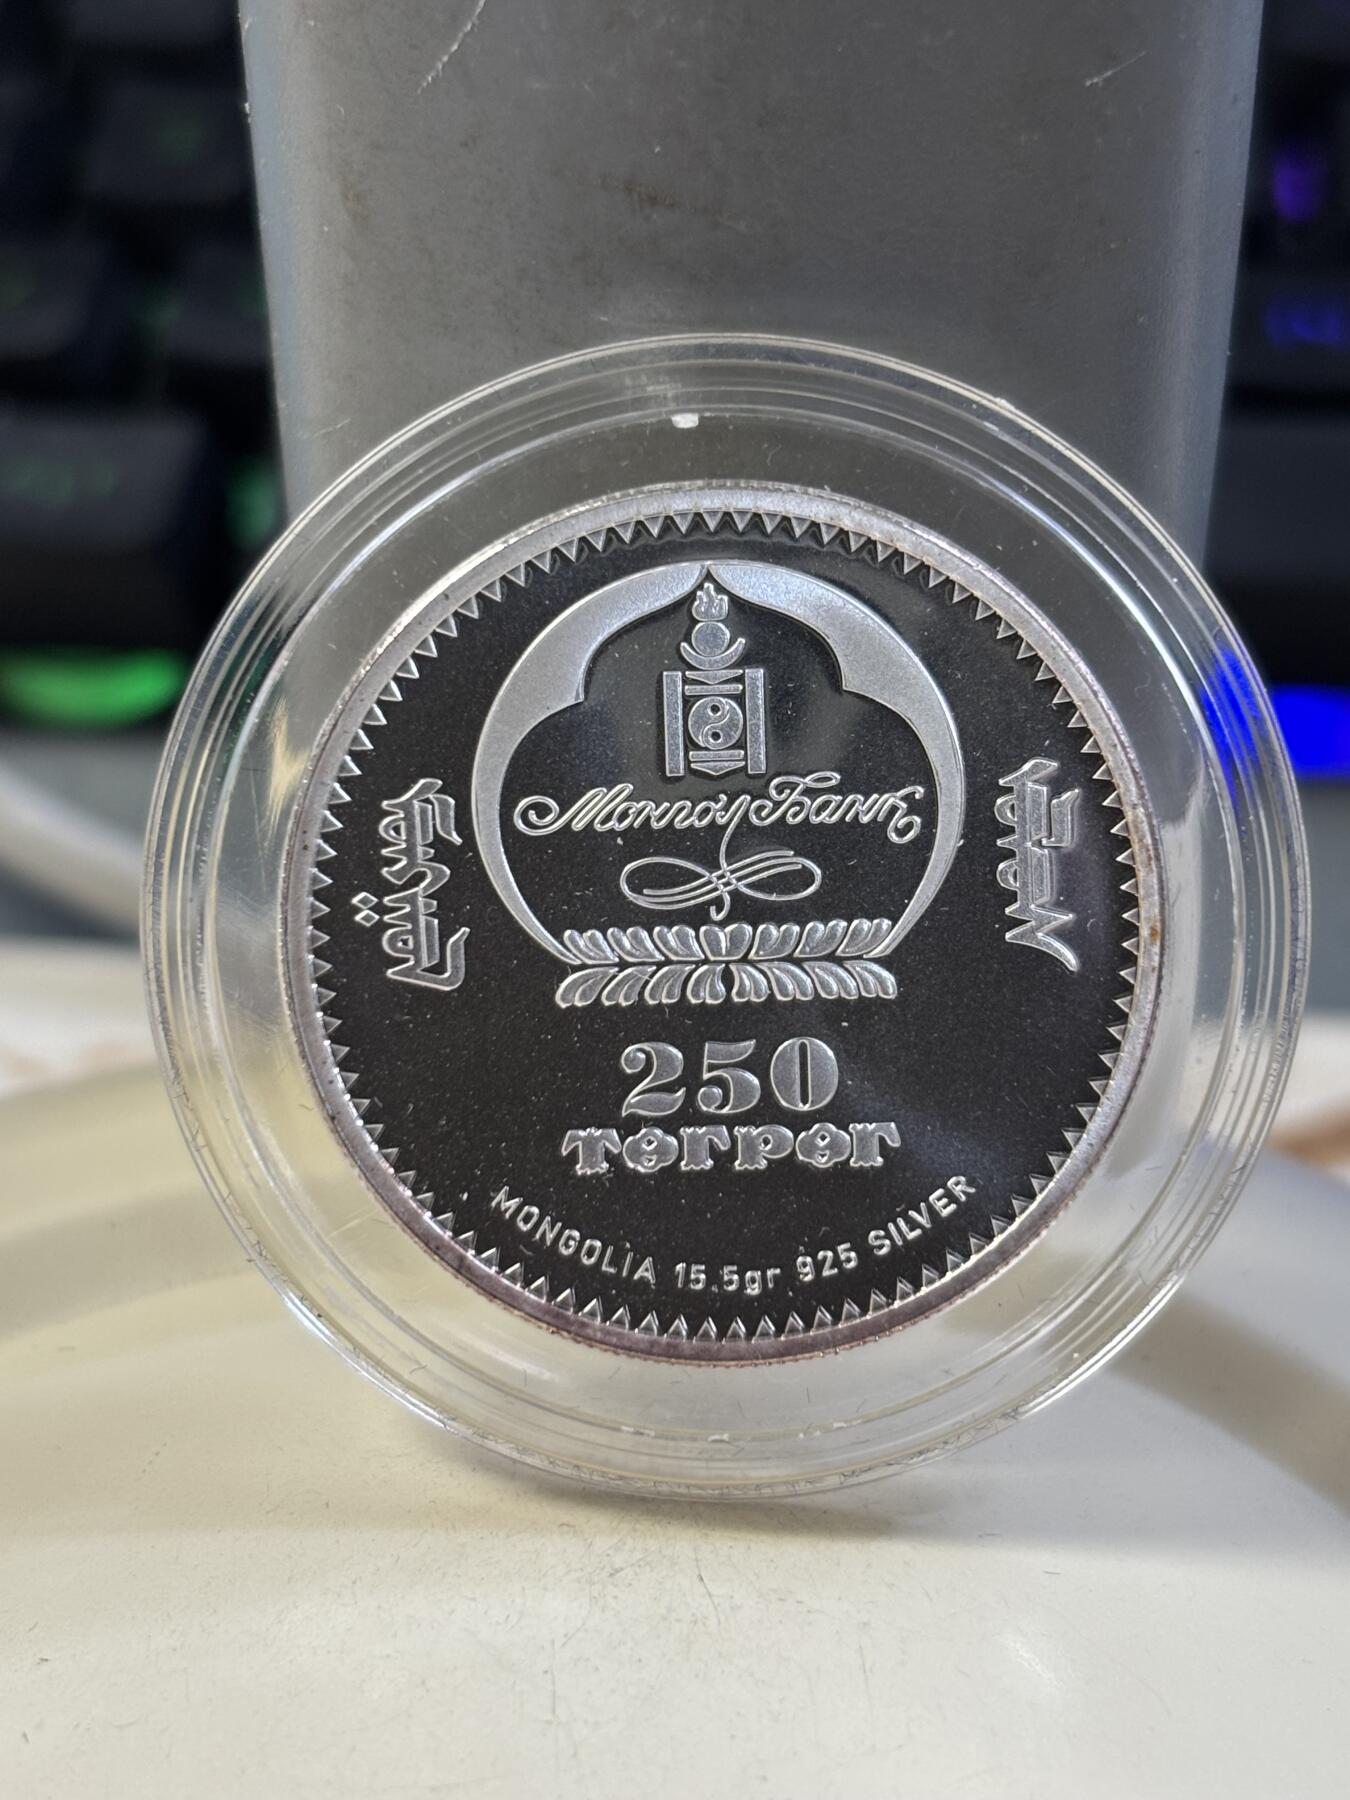 Монгол Банк
250
төгрөг
MONGOLIA 15.5gr 925 SILVER